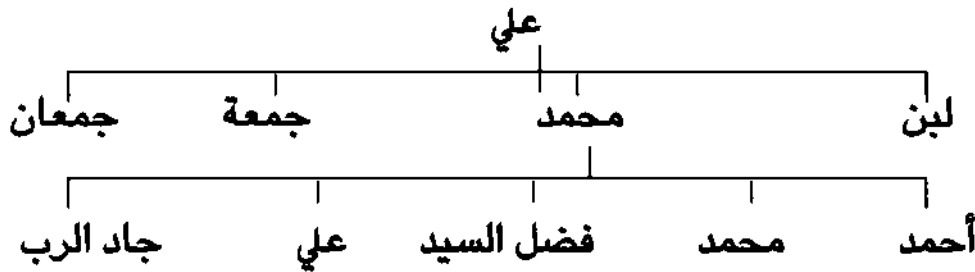 علي
لبن محمد جمعة جمعان
أحمد محمد فضل السيد علي جاد الرب